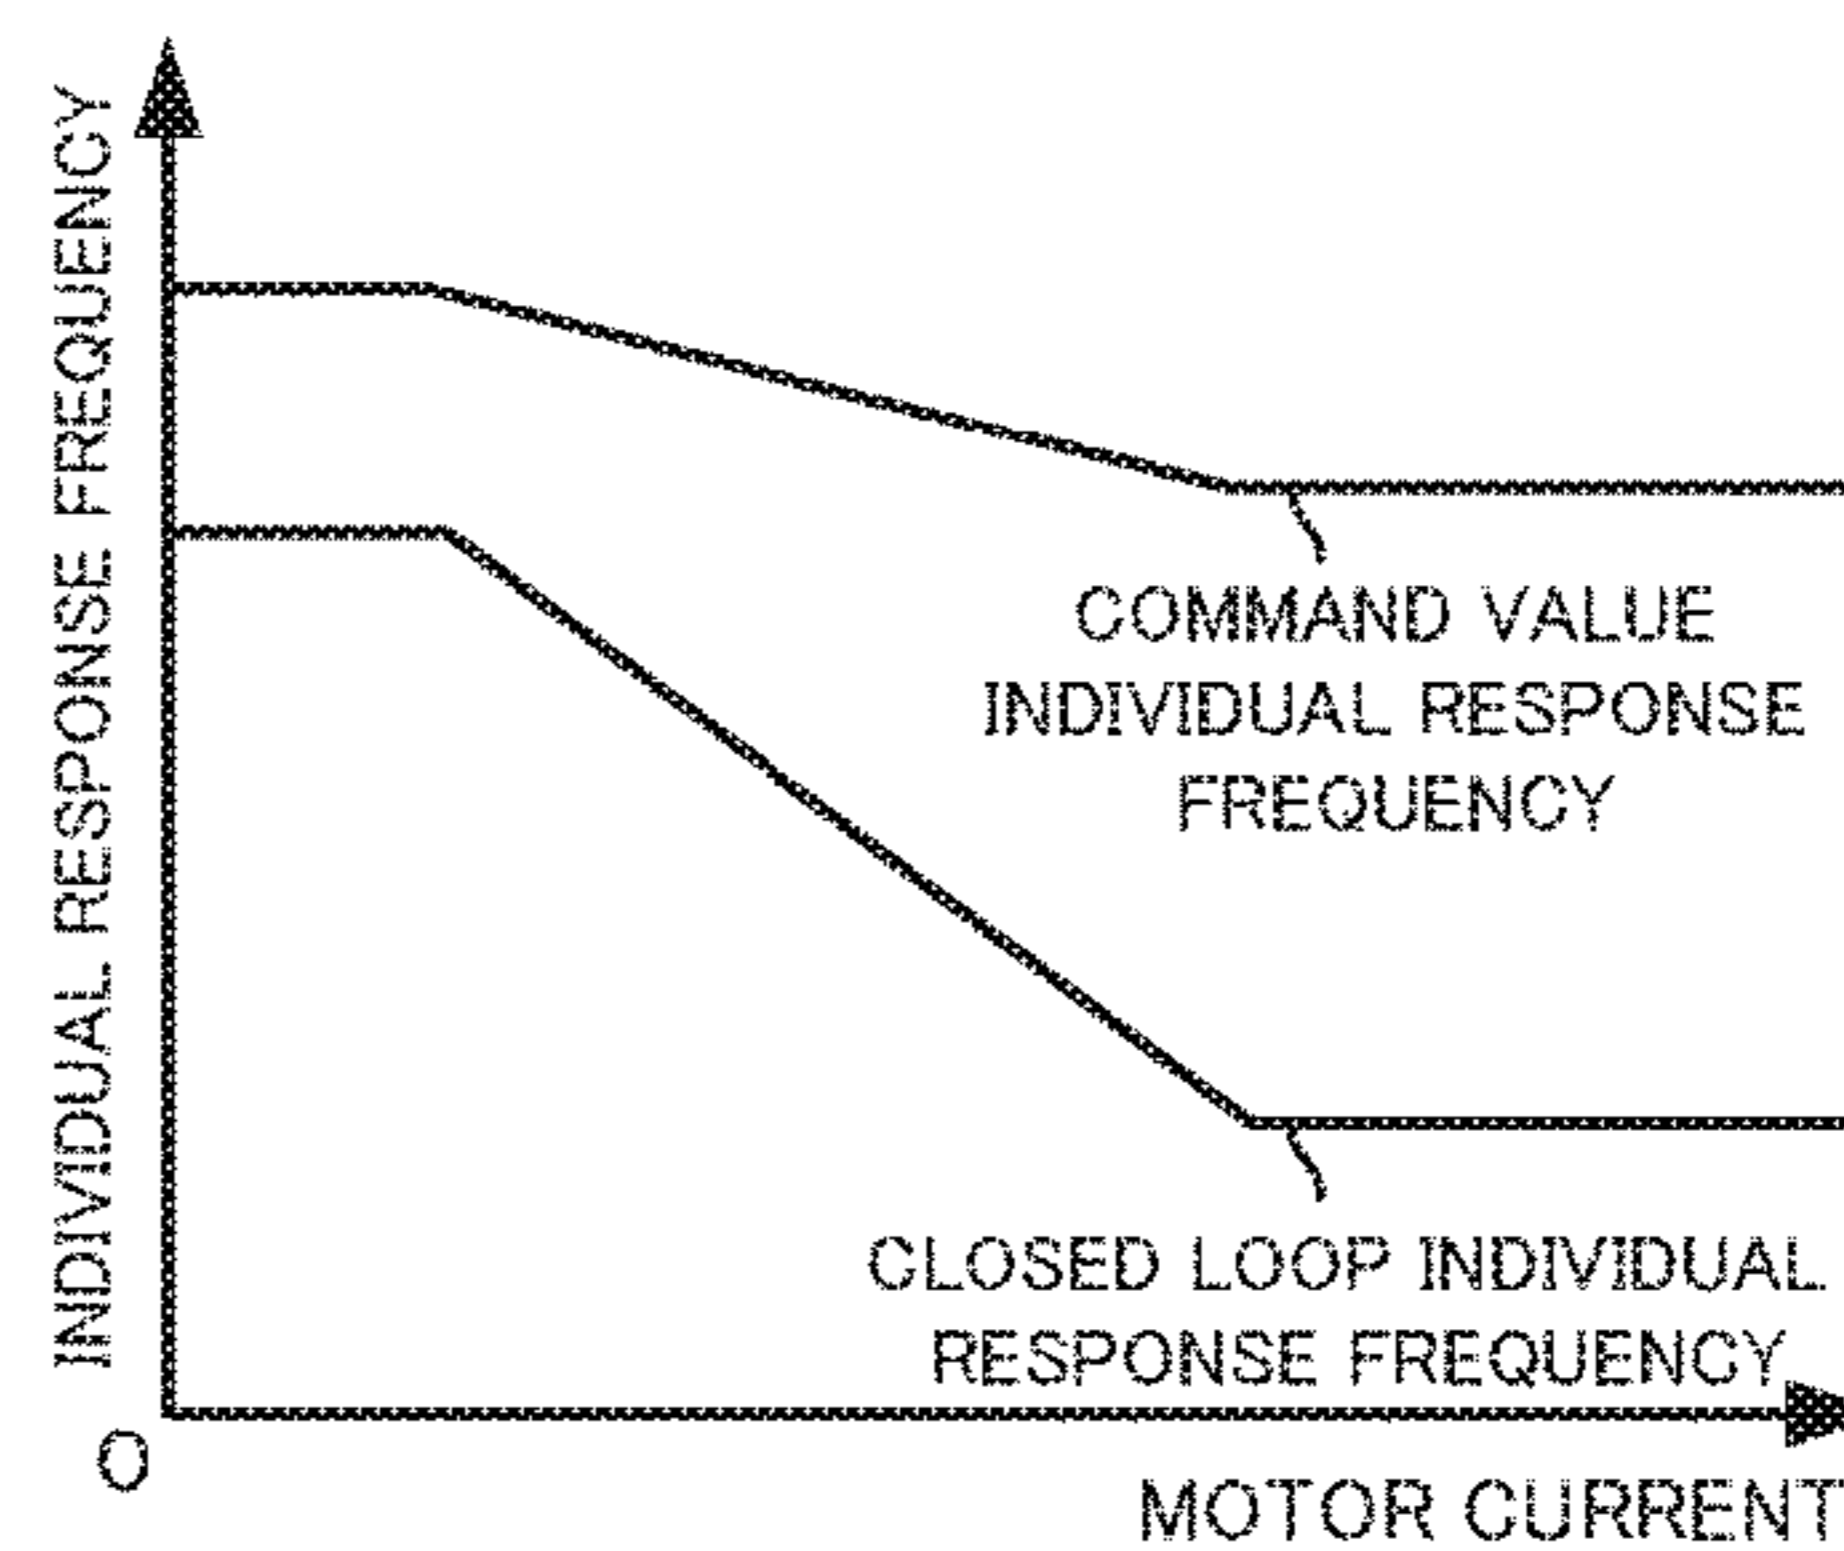 INDIVIDUAL RESPONSE FREQUENCY
COMMAND VALUE
INDIVIDUAL RESPONSE
FREQUENCY
CLOSED LOOP INDIVIDUAL
RESPONSE FREQUENCY
O
MOTOR CURRENT